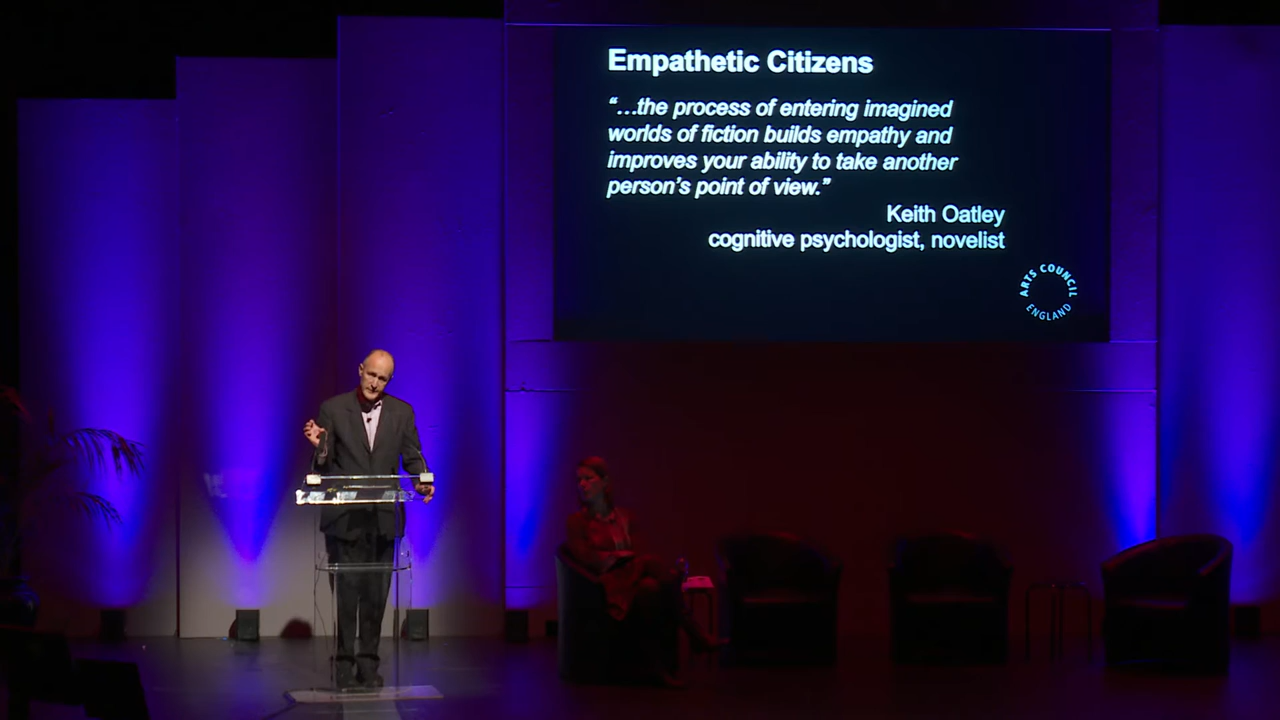 Empathetic Citizens
“…the process of entering imagined
worlds of fiction builds empathy and
improves your ability to take another
person’s point of view.”
Keith Oatley
cognitive psychologist, novelist
ARTS COUNCIL
ENGLAND